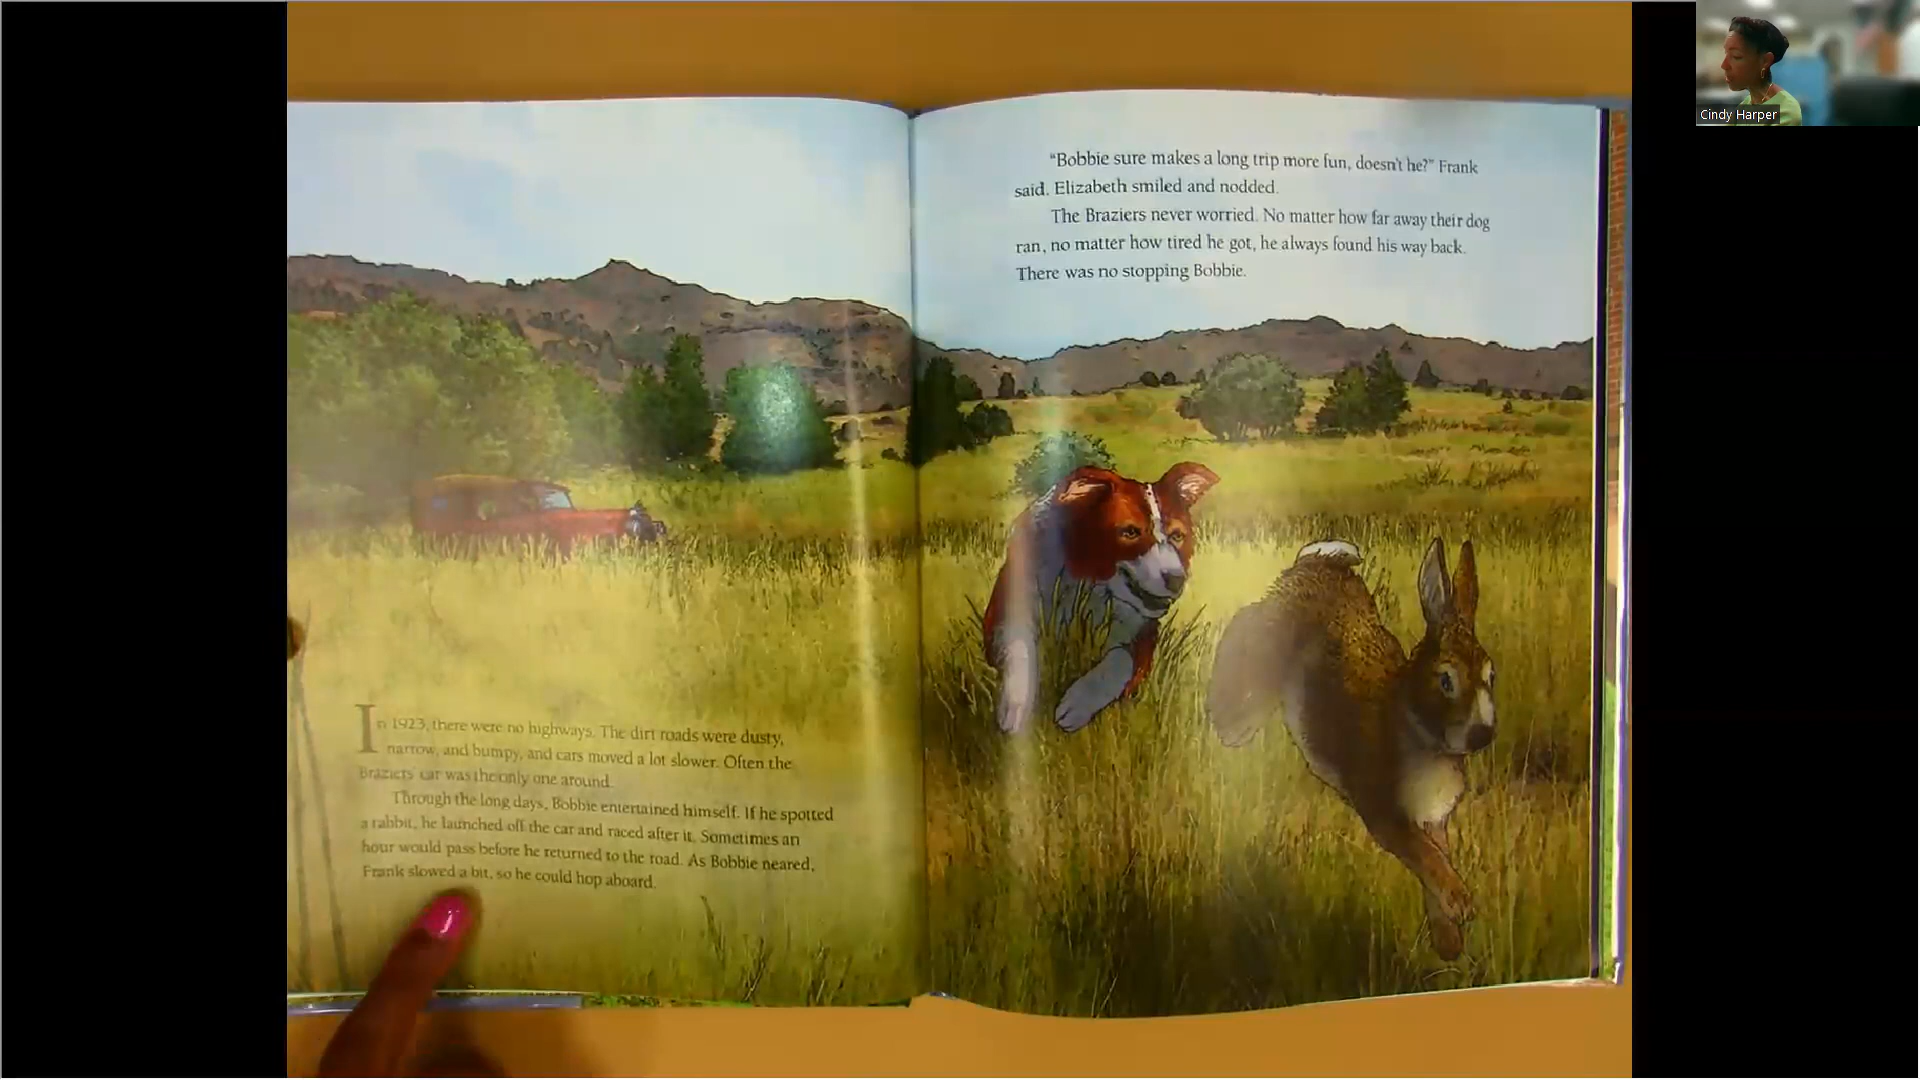 In 1923, there were no highways. The dirt roads were dusty,
narrow, and bumpy, and cars moved a lot slower. Often the
Braziers' car was the only one around.
Through the long days, Bobbie entertained himself. If he spotted
a rabbit, he launched off the car and raced after it. Sometimes an
hour would pass before he returned to the road. As Bobbie neared,
Frank slowed a bit, so he could hop aboard.
"Bobbie sure makes a long trip more fun, doesn't he?" Frank
said. Elizabeth smiled and nodded.
The Braziers never worried. No matter how far away their dog
ran, no matter how tired he got, he always found his way back.
There was no stopping Bobbie.
Cindy Harper